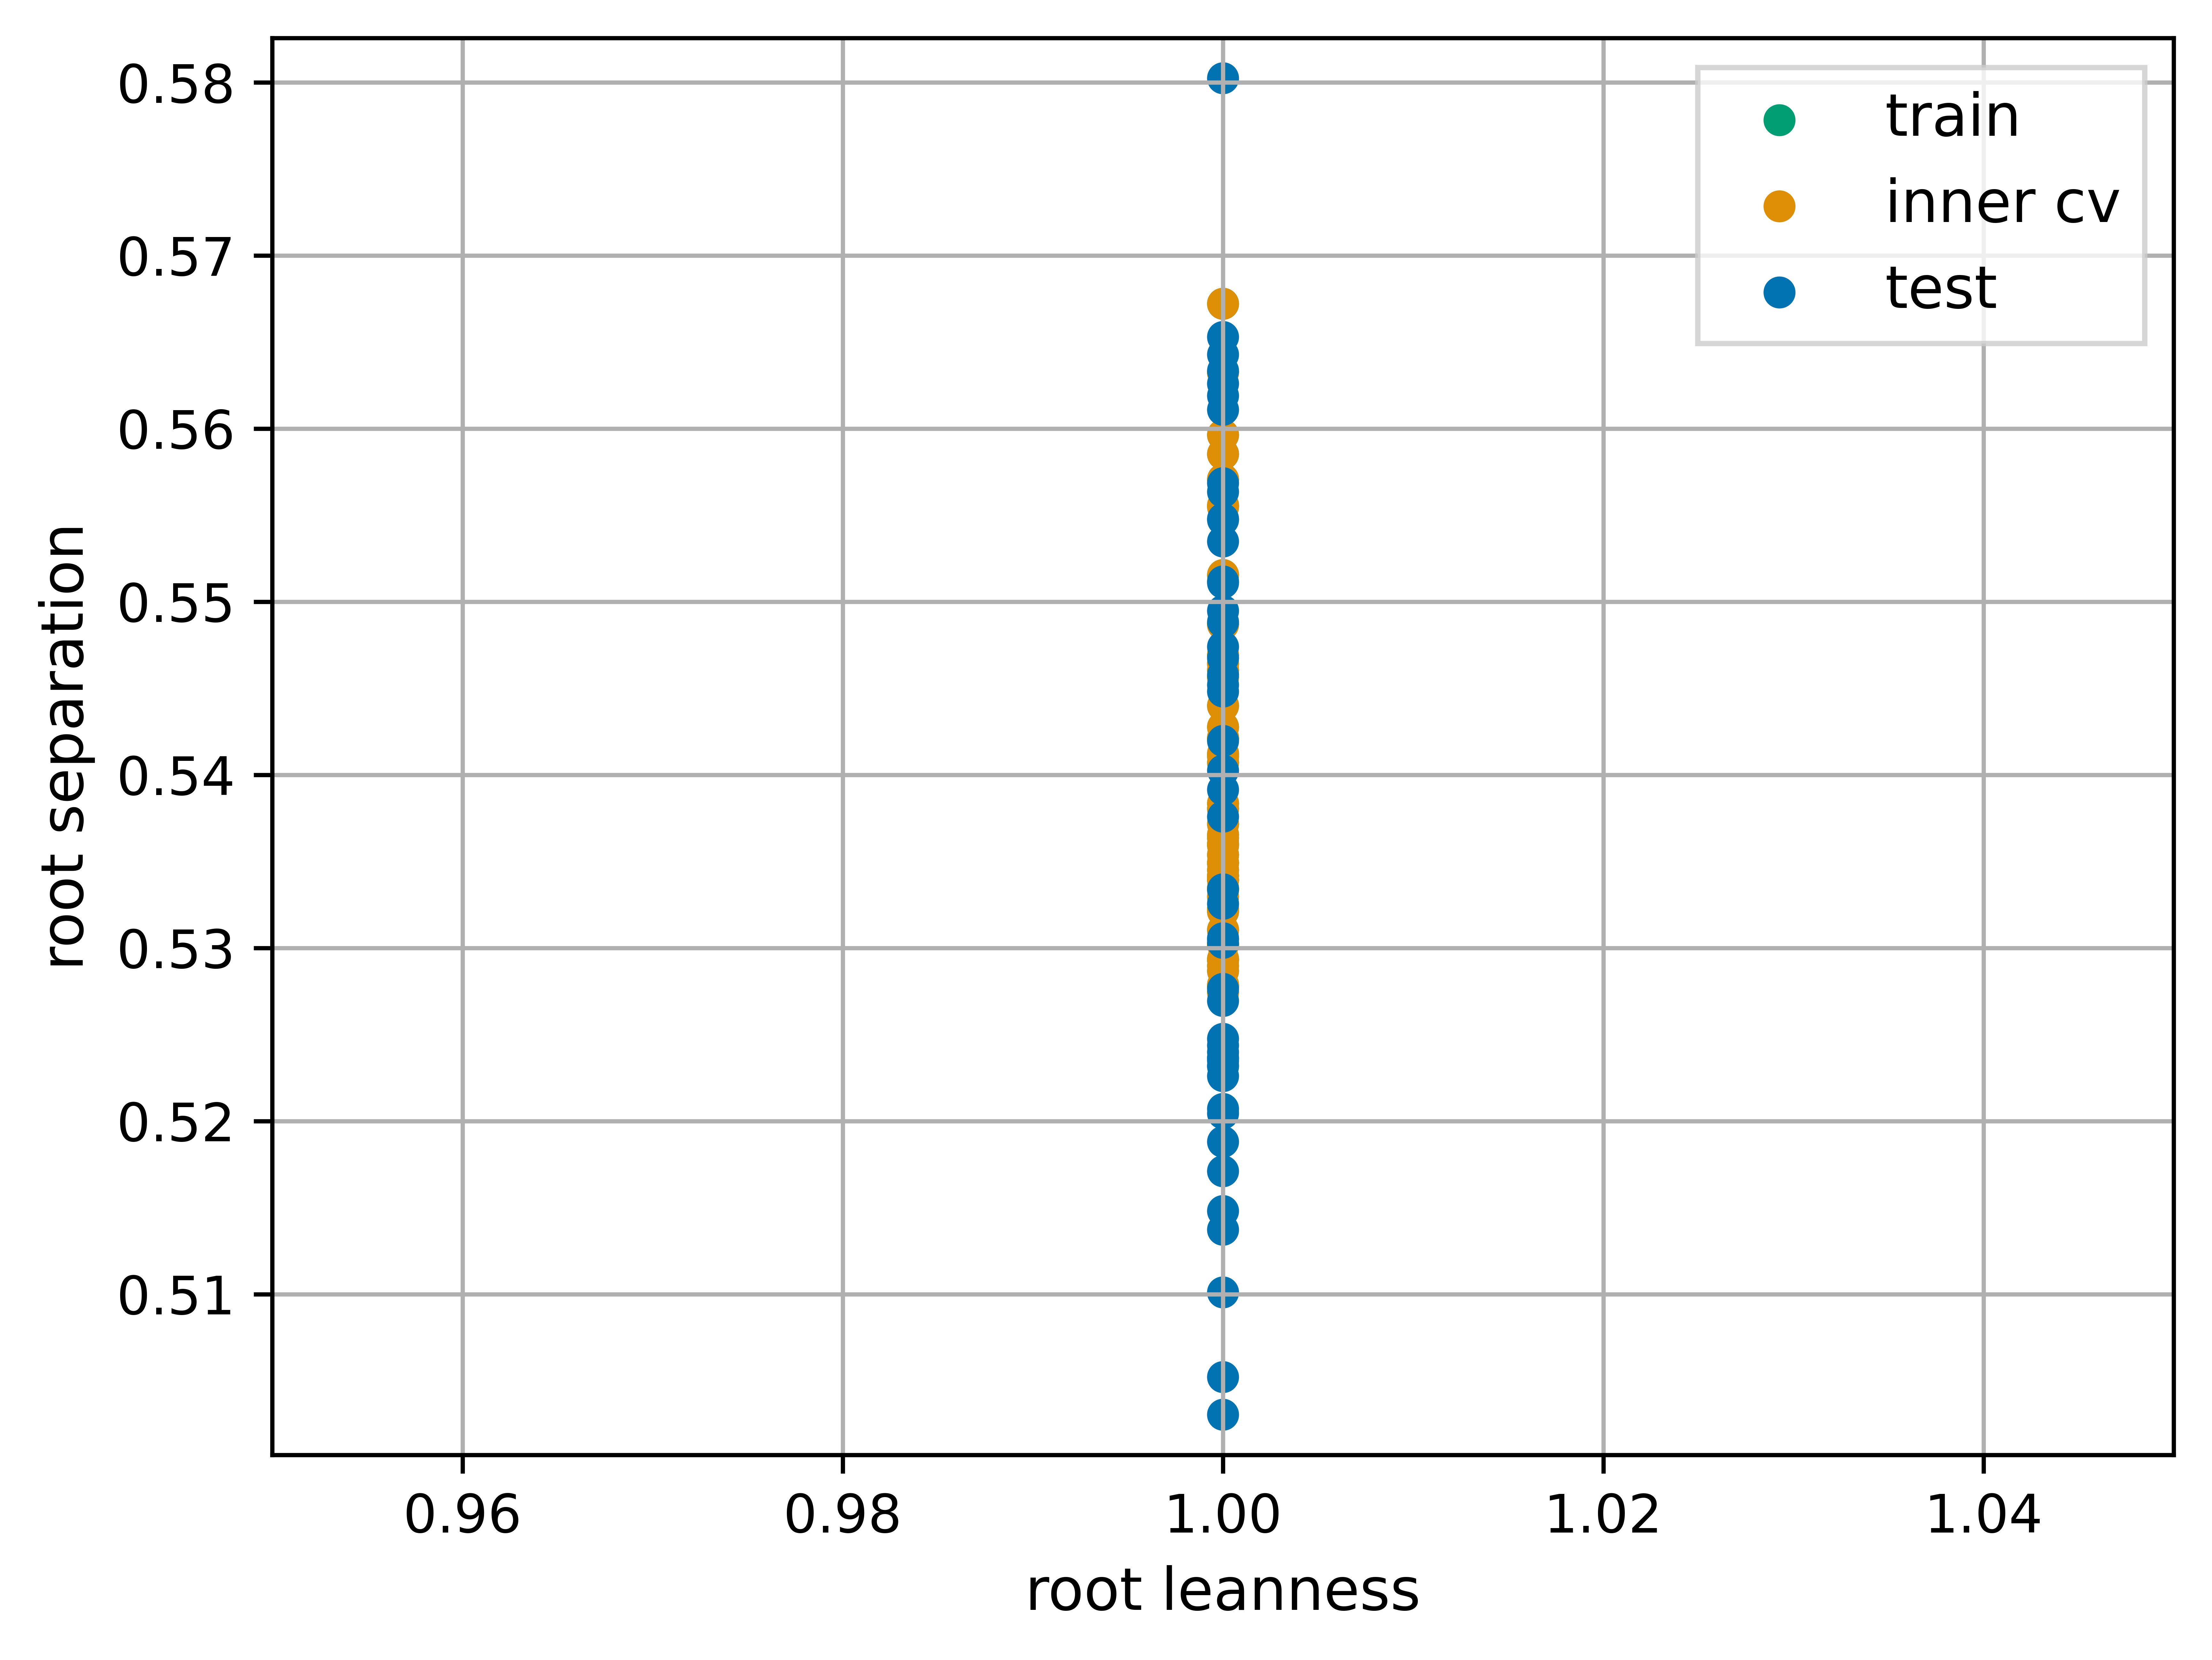 0.58
0.57
0.56
0.55
0.54
0.53
0.52
0.51
root separation
train
inner cv
test
0.96 0.98 1.00 1.02 1.04
root leanness